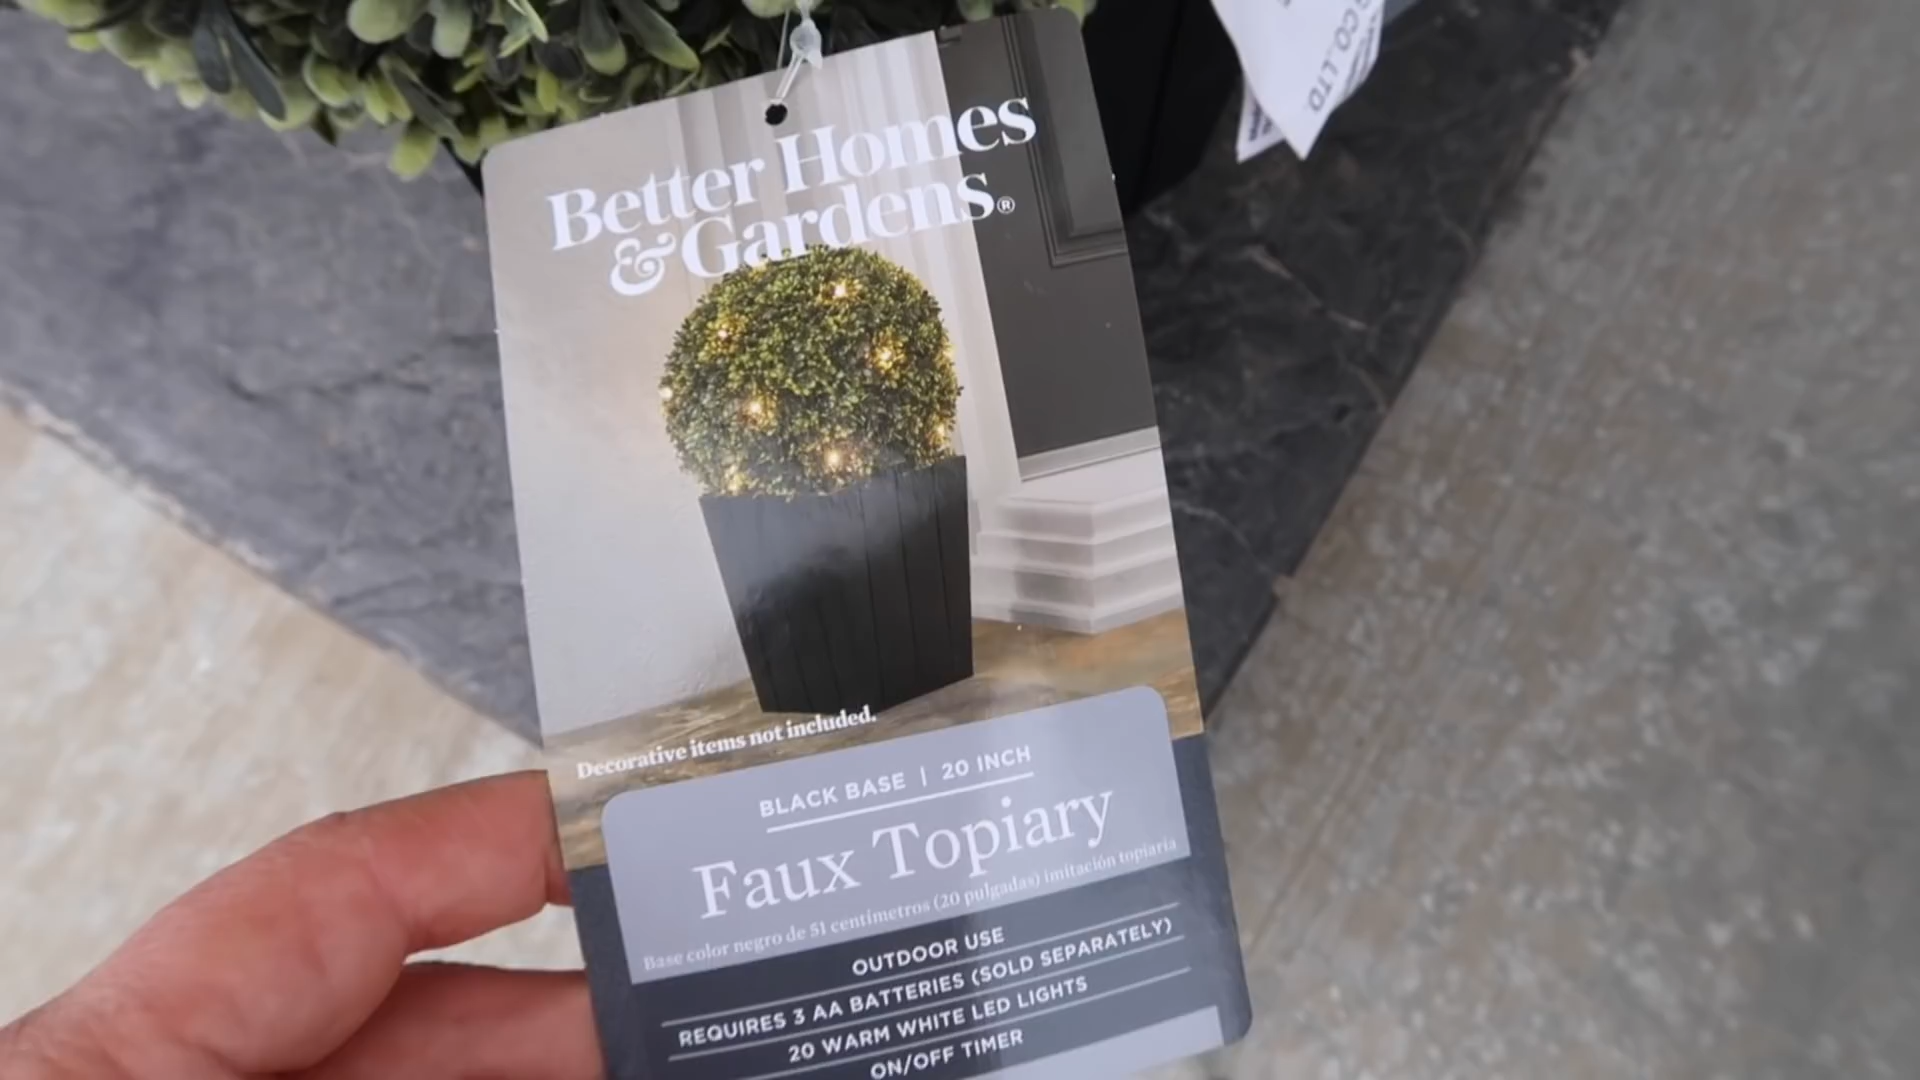 Better Homes
& Gardens®
Decorative items not included.
BLACK BASE | 20 INCH
Faux Topiary
Base color negro de 51 centímetros (20 pulgadas) imitación topiaria
OUTDOOR USE
REQUIRES 3 AA BATTERIES (SOLD SEPARATELY)
20 WARM WHITE LED LIGHTS
ON/OFF TIMER
CO.,LTD.